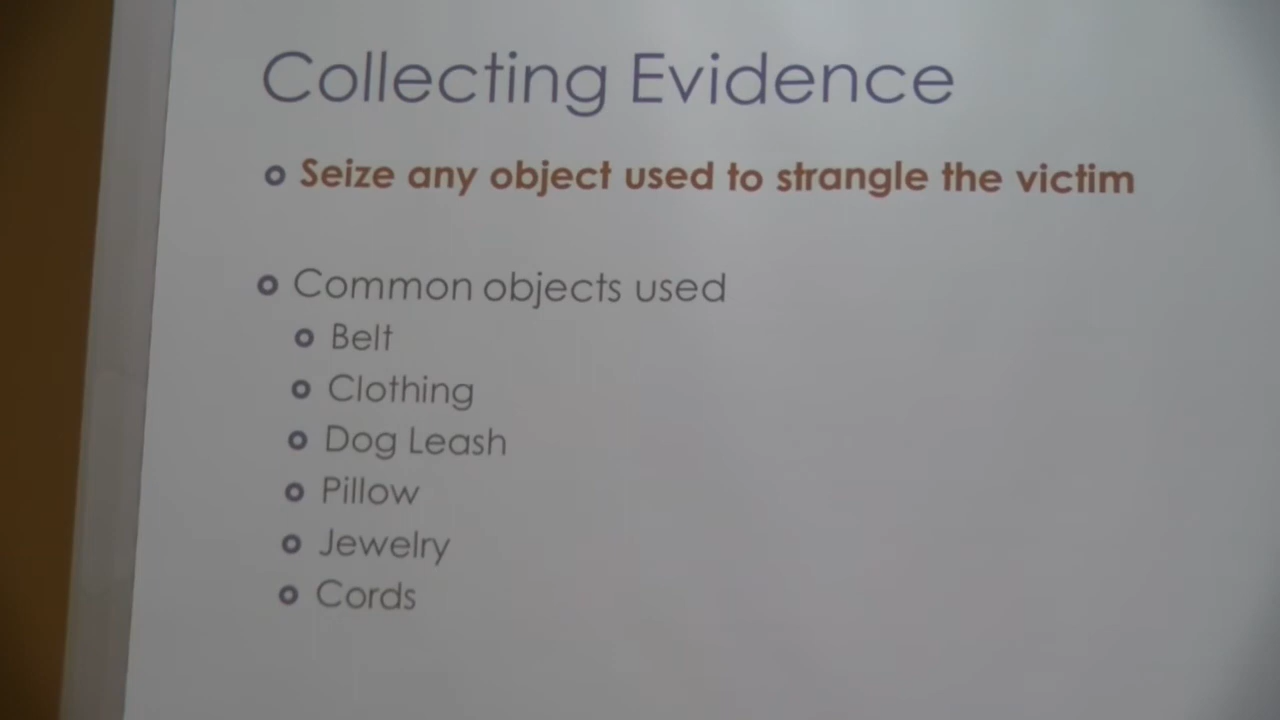 Collecting Evidence
Seize any object used to strangle the victim
Common objects used
Belt
Clothing
Dog Leash
Pillow
Jewelry
Cords